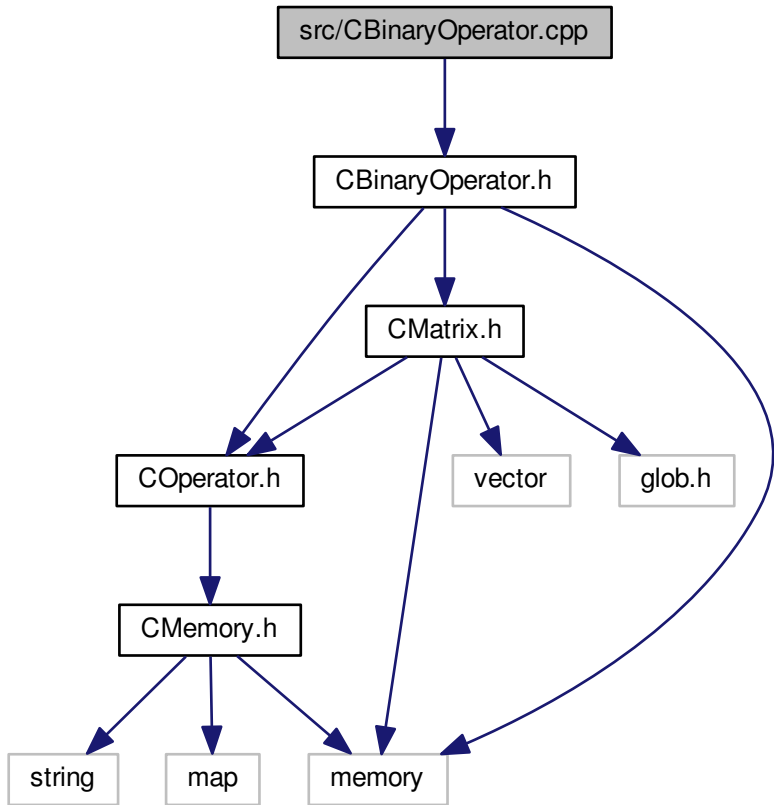 src/CBinaryOperator.cpp
CBinaryOperator.h
CMatrix.h
COperator.h
vector
glob.h
CMemory.h
string
map
memory